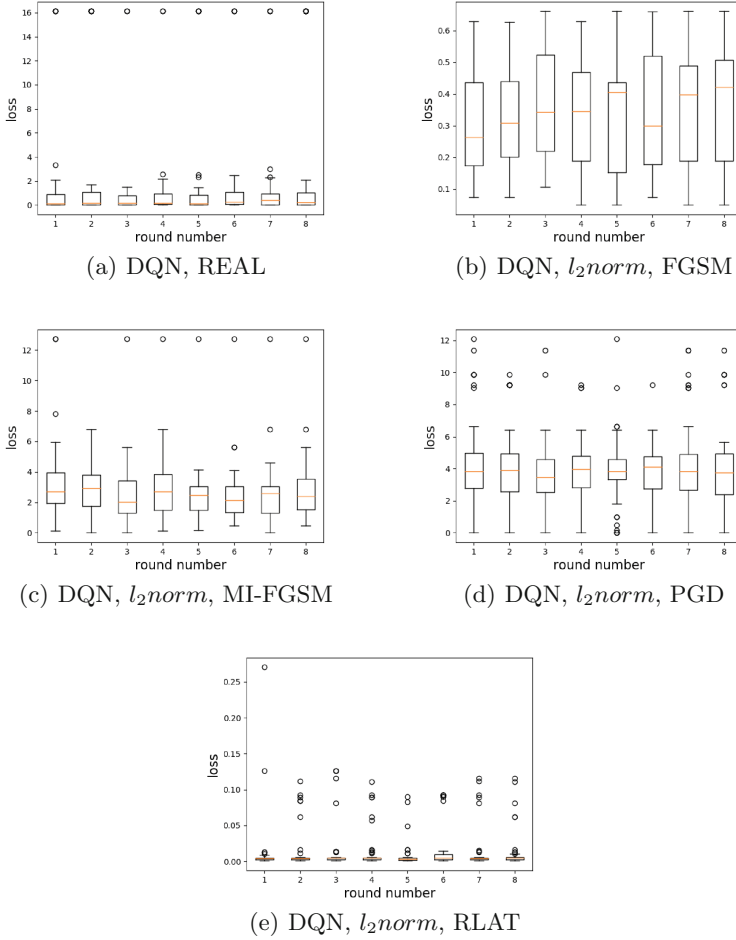 16
14
12
10
8
6
4
2
0
loss
1 2 3 4 5 6 7 8
round number
(a) DQN, REAL
0.6
0.5
0.4
0.3
0.2
0.1
loss
1 2 3 4 5 6 7 8
round number
(b) DQN, l₂norm, FGSM
12
10
8
6
4
2
0
loss
1 2 3 4 5 6 7 8
round number
(c) DQN, l₂norm, MI-FGSM
12
10
8
6
4
2
0
loss
1 2 3 4 5 6 7 8
round number
(d) DQN, l₂norm, PGD
0.25
0.20
0.15
0.10
0.05
0.00
loss
1 2 3 4 5 6 7 8
round number
(e) DQN, l₂norm, RLAT